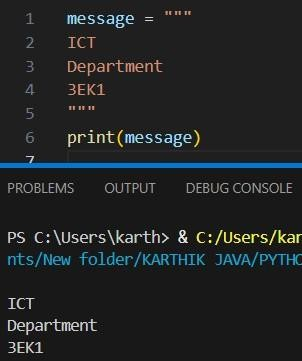 1 message = """
2 ICT
3 Department
4 3EK1
5 """
6 print(message)
7
PROBLEMS OUTPUT DEBUG CONSOLE
PS C:\Users\karth> & C:/Users/kar
nts/New folder/KARTHIK JAVA/PYTHO
ICT
Department
3EK1